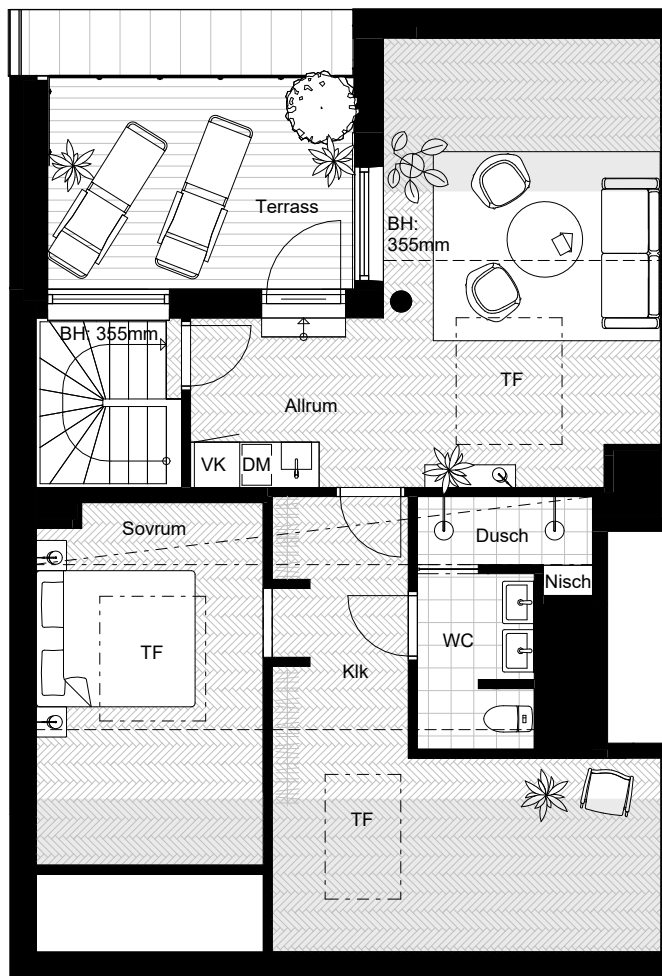 Terrass
BH:
355mm
BH: 355mm
TF
Allrum
VK
DM
Sovrum
Dusch
Nisch
TF
WC
Klk
TF